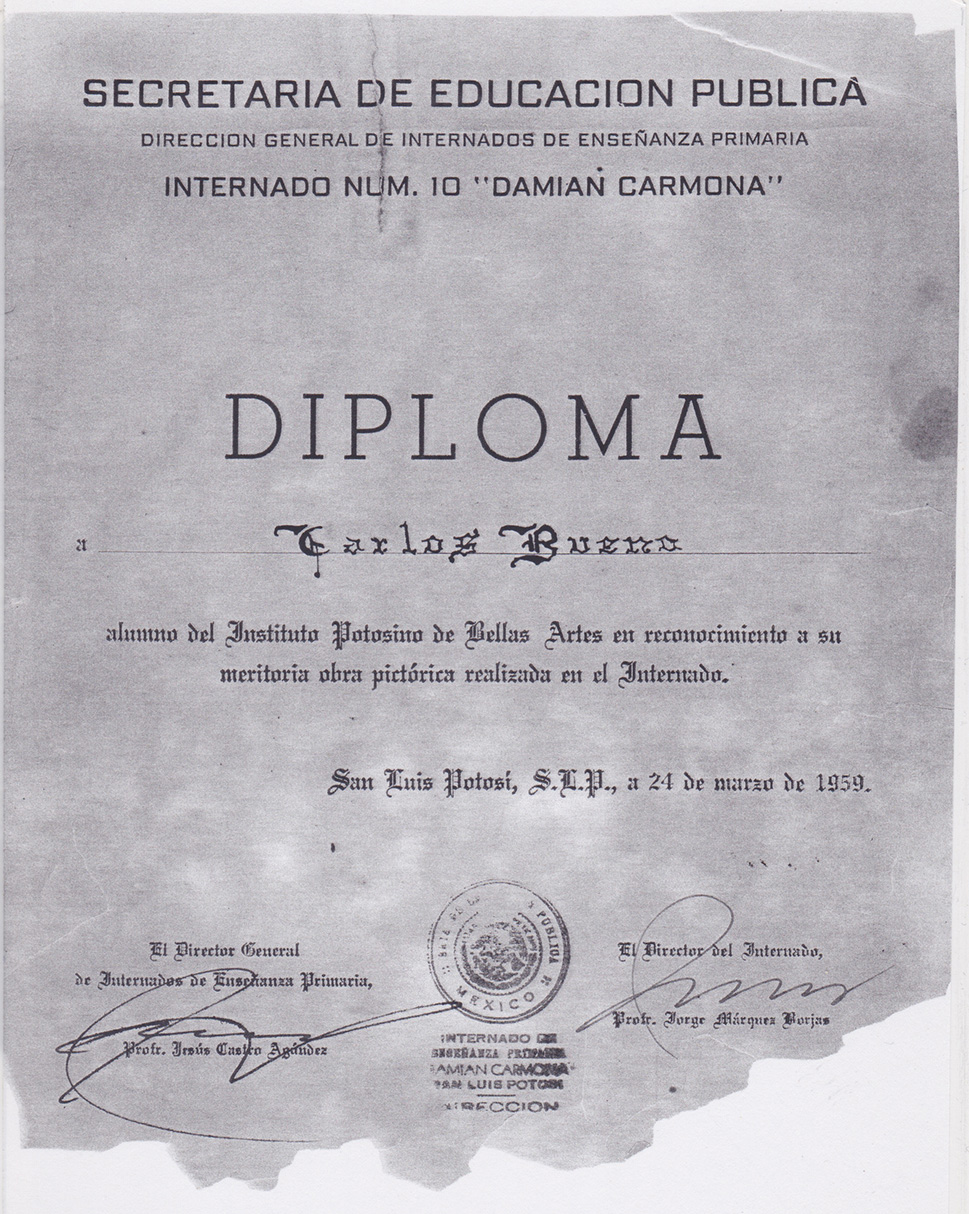 SECRETARIA DE EDUCACION PUBLICA
DIRECCION GENERAL DE INTERNADOS DE ENSEÑANZA PRIMARIA
INTERNADO NUM. 10 "DAMIAN CARMONA"
DIPLOMA
a Carlos Bueno
alumno del Instituto Potosino de Bellas Artes en reconocimiento a su
meritoria obra pictórica realizada en el Internado.
San Luis Potosí, S.L.P., a 24 de marzo de 1959.
El Director General
de Internados de Enseñanza Primaria,
Profr. Jesús Castro Agúndez
PUBLICA
MEXICO
INTERNADO DE
ENSEÑANZA PRIMARIA
AMIAN CARMONA
SAN LUIS POTOSI
DIRECCION
El Director del Internado,
Profr. Jorge Márquez Borjas